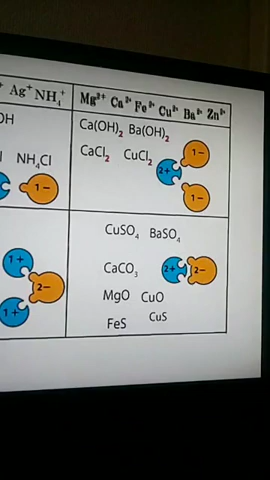 Ag⁺ NH₄⁺
Mg²⁺ Ca²⁺ Fe²⁺ Cu²⁺ Ba²⁺ Zn²⁺
OH
Ca(OH)₂ Ba(OH)₂
NH₄Cl
CaCl₂ CuCl₂
1−
2+
1−
1−
CuSO₄ BaSO₄
CaCO₃
2+ 2−
1+
2−
1+
MgO CuO
FeS CuS